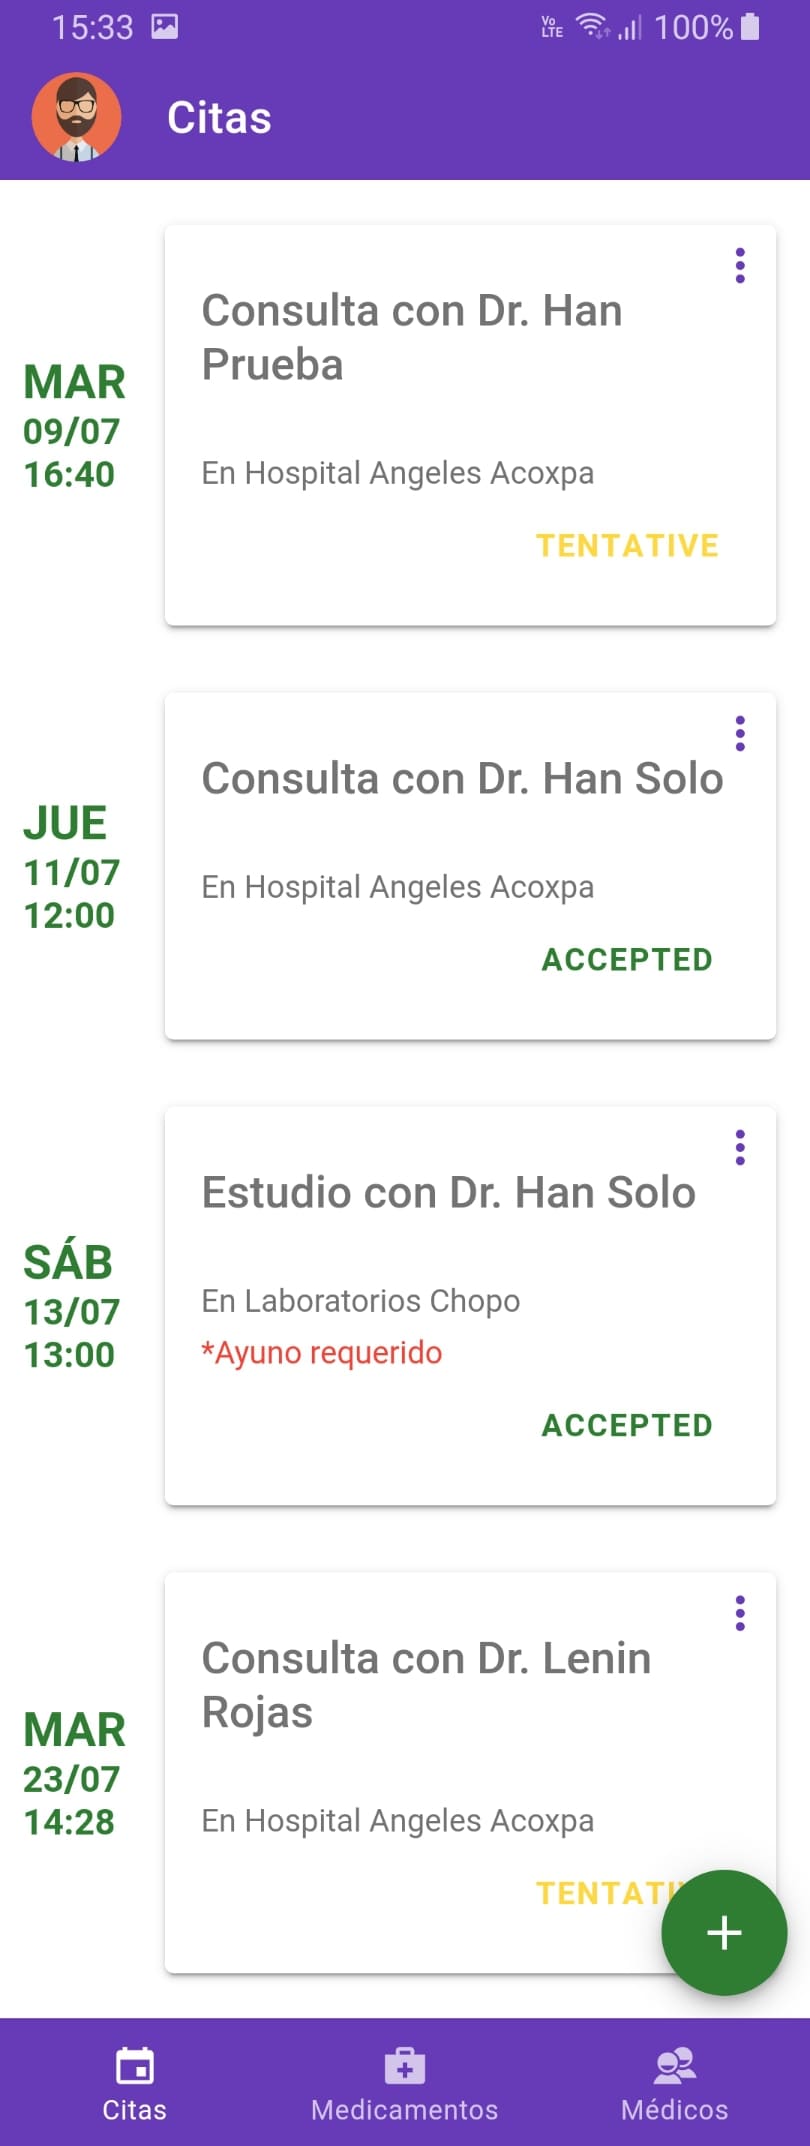 15:33
Vo LTE 100%
Citas
Consulta con Dr. Han
Prueba
MAR
09/07
16:40
En Hospital Angeles Acoxpa
TENTATIVE
Consulta con Dr. Han Solo
JUE
11/07
12:00
En Hospital Angeles Acoxpa
ACCEPTED
Estudio con Dr. Han Solo
SÁB
13/07
13:00
En Laboratorios Chopo
*Ayuno requerido
ACCEPTED
Consulta con Dr. Lenin
Rojas
MAR
23/07
14:28
En Hospital Angeles Acoxpa
TENTATI
+
Citas
Medicamentos
Médicos